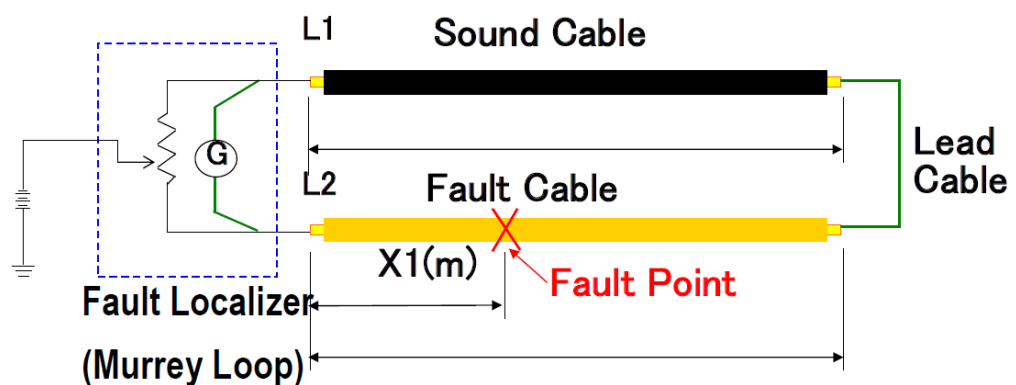 L1
Sound Cable
G
Lead
Cable
L2
Fault Cable
X1(m)
Fault Point
Fault Localizer
(Murrey Loop)